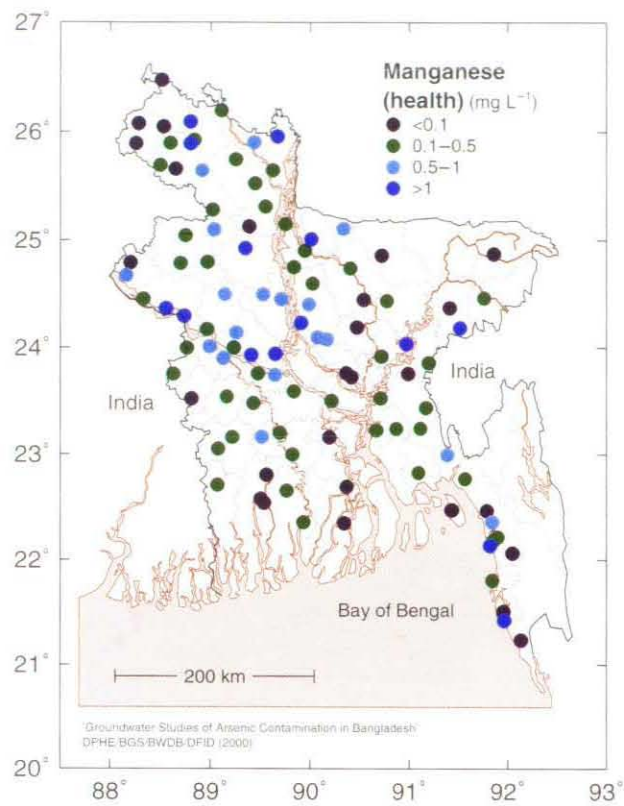 27°
26°
25°
24°
23°
22°
21°
20°
88° 89° 90° 91° 92° 93°
Manganese
(health) (mg L⁻¹)
<0.1
0.1–0.5
0.5–1
>1
India
India
Bay of Bengal
200 km
'Groundwater Studies of Arsenic Contamination in Bangladesh'
DPHE/BGS/BWDB/DFID (2000)